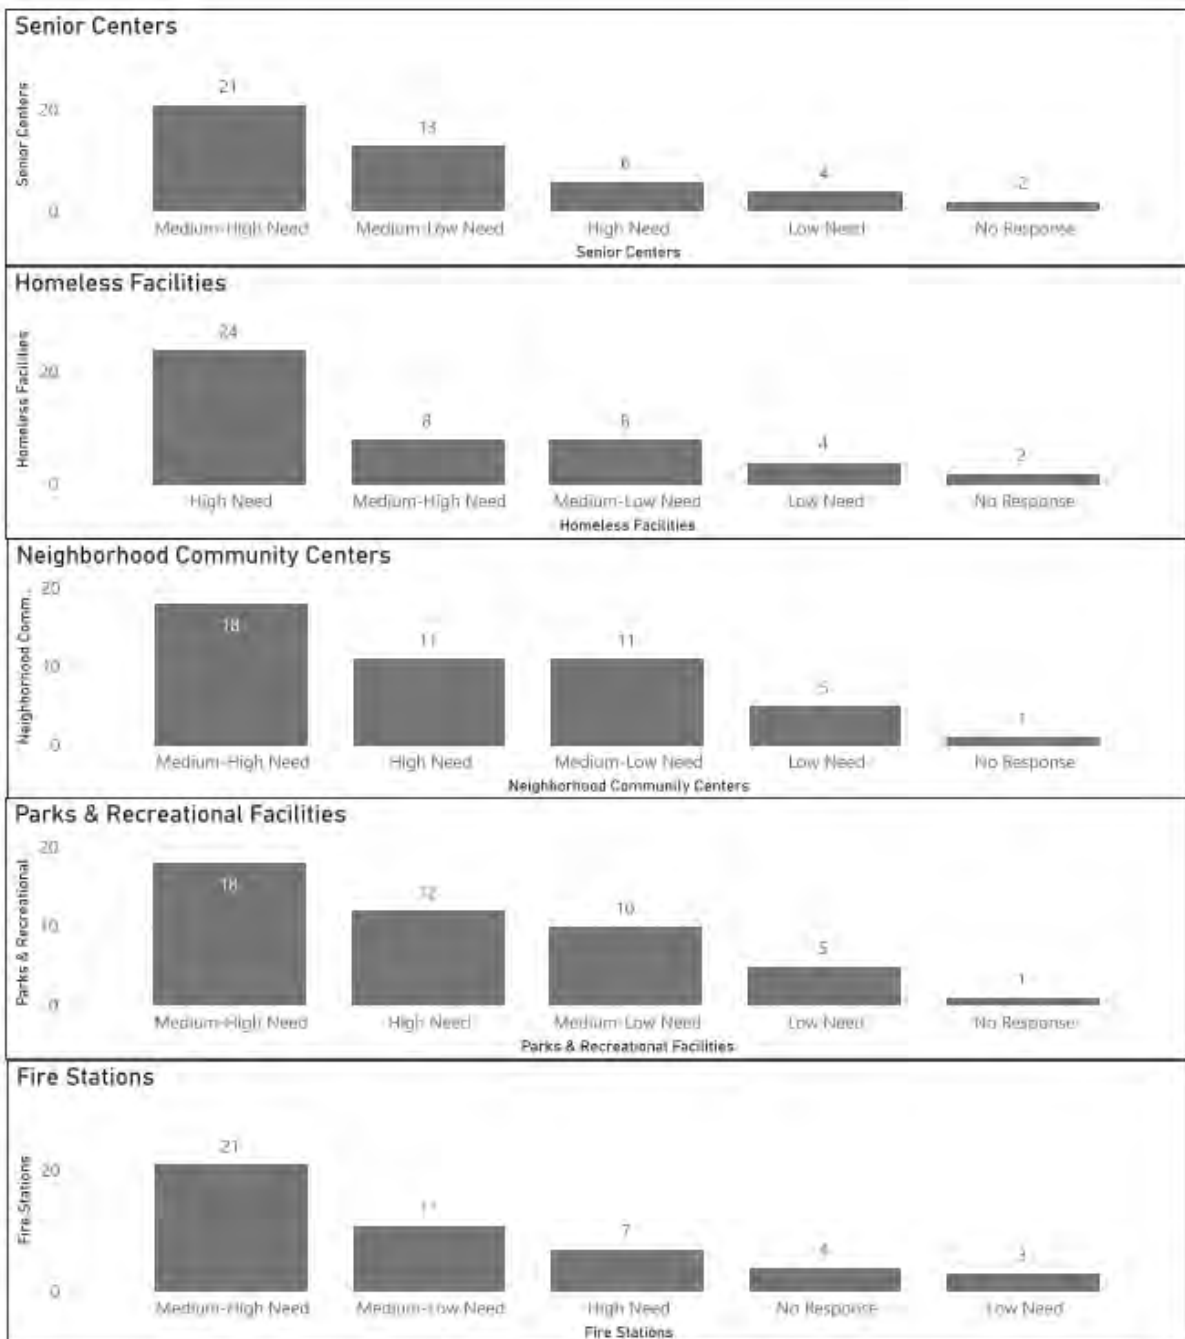 Senior Centers
Senior Centers
20
0
21
13
6
4
2
Medium-High Need
Medium-Low Need
High Need
Low Need
No Response
Senior Centers
Homeless Facilities
Homeless Facilities
20
0
24
8
8
4
2
High Need
Medium-High Need
Medium-Low Need
Low Need
No Response
Homeless Facilities
Neighborhood Community Centers
Neighborhood Comm...
20
10
0
18
11
11
5
1
Medium-High Need
High Need
Medium-Low Need
Low Need
No Response
Neighborhood Community Centers
Parks & Recreational Facilities
Parks & Recreational
20
10
0
18
12
10
5
1
Medium-High Need
High Need
Medium-Low Need
Low Need
No Response
Parks & Recreational Facilities
Fire Stations
Fire Stations
20
0
21
11
7
4
3
Medium-High Need
Medium-Low Need
High Need
No Response
Low Need
Fire Stations